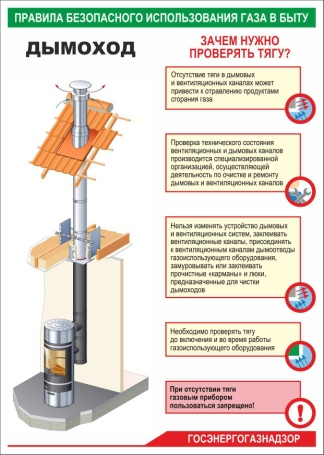 ПРАВИЛА БЕЗОПАСНОГО ИСПОЛЬЗОВАНИЯ ГАЗА В БЫТУ
ДЫМОХОД
ЗАЧЕМ НУЖНО
ПРОВЕРЯТЬ ТЯГУ?
Отсутствие тяги в дымовых
и вентиляционных каналах может
привести к отравлению продуктами
сгорания газа
Проверка технического состояния
вентиляционных и дымовых каналов
производится специализированной
организацией, осуществляющей
деятельность по очистке и ремонту
дымовых и вентиляционных каналов
Нельзя изменять устройство дымовых
и вентиляционных систем, заклеивать
вентиляционные каналы, присоединять
к вентиляционным каналам дымоотводы
газоиспользующего оборудования,
замуровывать или заклеивать
прочистные «карманы» и люки,
предназначенные для чистки
дымоходов
Необходимо проверять тягу
до включения и во время работы
газоиспользующего оборудования
При отсутствии тяги
газовым прибором
пользоваться запрещено!
ГОСЭНЕРГОГАЗНАДЗОР